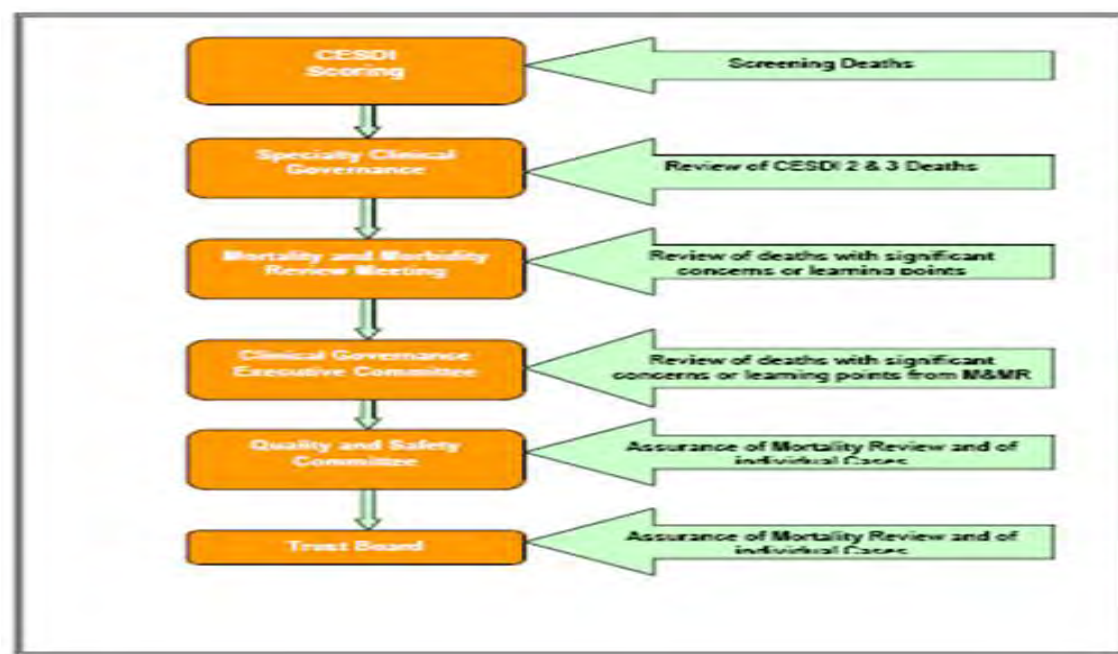 CESDI
Scoring
Screening Deaths
Specialty Clinical
Governance
Review of CESDI 2 & 3 Deaths
Mortality and Morbidity
Review Meeting
Review of deaths with significant
concerns or learning points
Clinical Governance
Executive Committee
Review of deaths with significant
concerns or learning points from M&MR
Quality and Safety
Committee
Assurance of Mortality Review and of
individual Cases
Trust Board
Assurance of Mortality Review and of
individual Cases